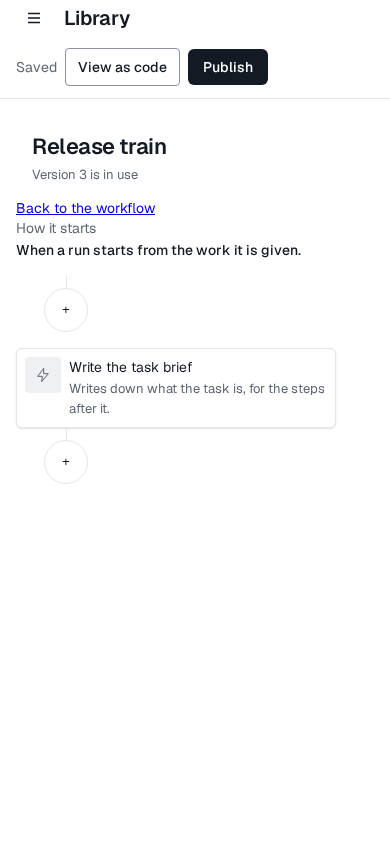 Library
Saved
View as code
Publish
Release train
Version 3 is in use
Back to the workflow
How it starts
When a run starts from the work it is given.
+
Write the task brief
Writes down what the task is, for the steps
after it.
+